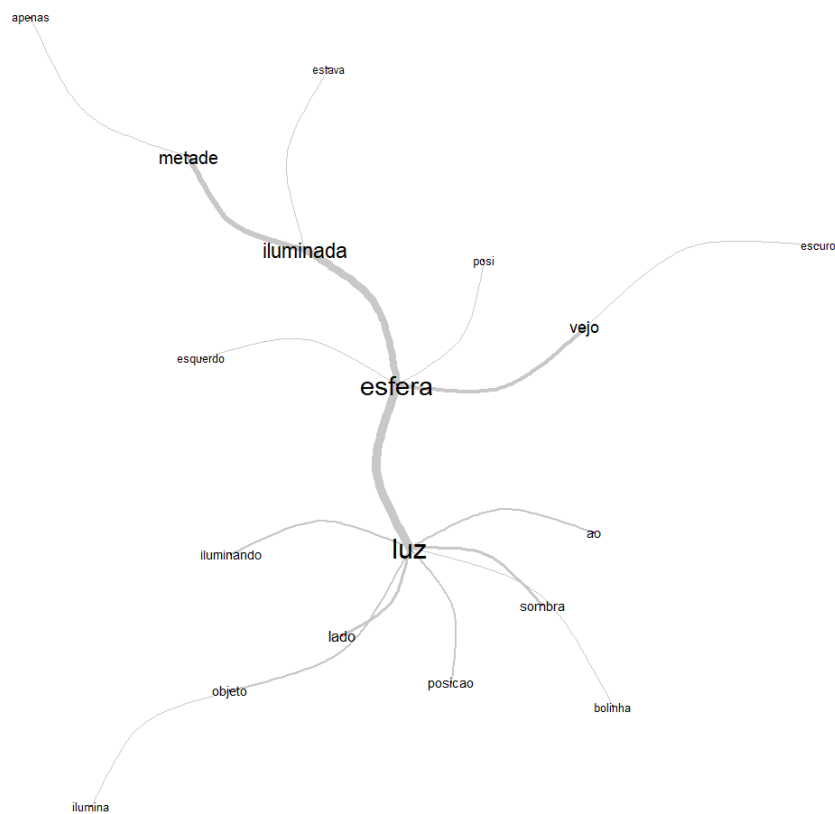 apenas
estava
metade
iluminada
escuro
posi
vejo
esquerdo
esfera
ao
luz
iluminando
sombra
lado
posicao
objeto
bolinha
ilumina